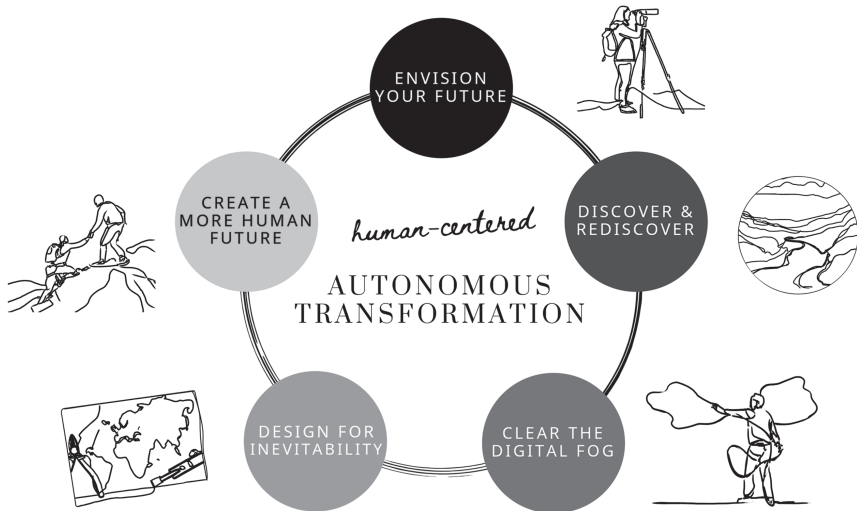 ENVISION
YOUR FUTURE
DISCOVER &
REDISCOVER
CLEAR THE
DIGITAL FOG
DESIGN FOR
INEVITABILITY
CREATE A
MORE HUMAN
FUTURE
human-centered
AUTONOMOUS
TRANSFORMATION